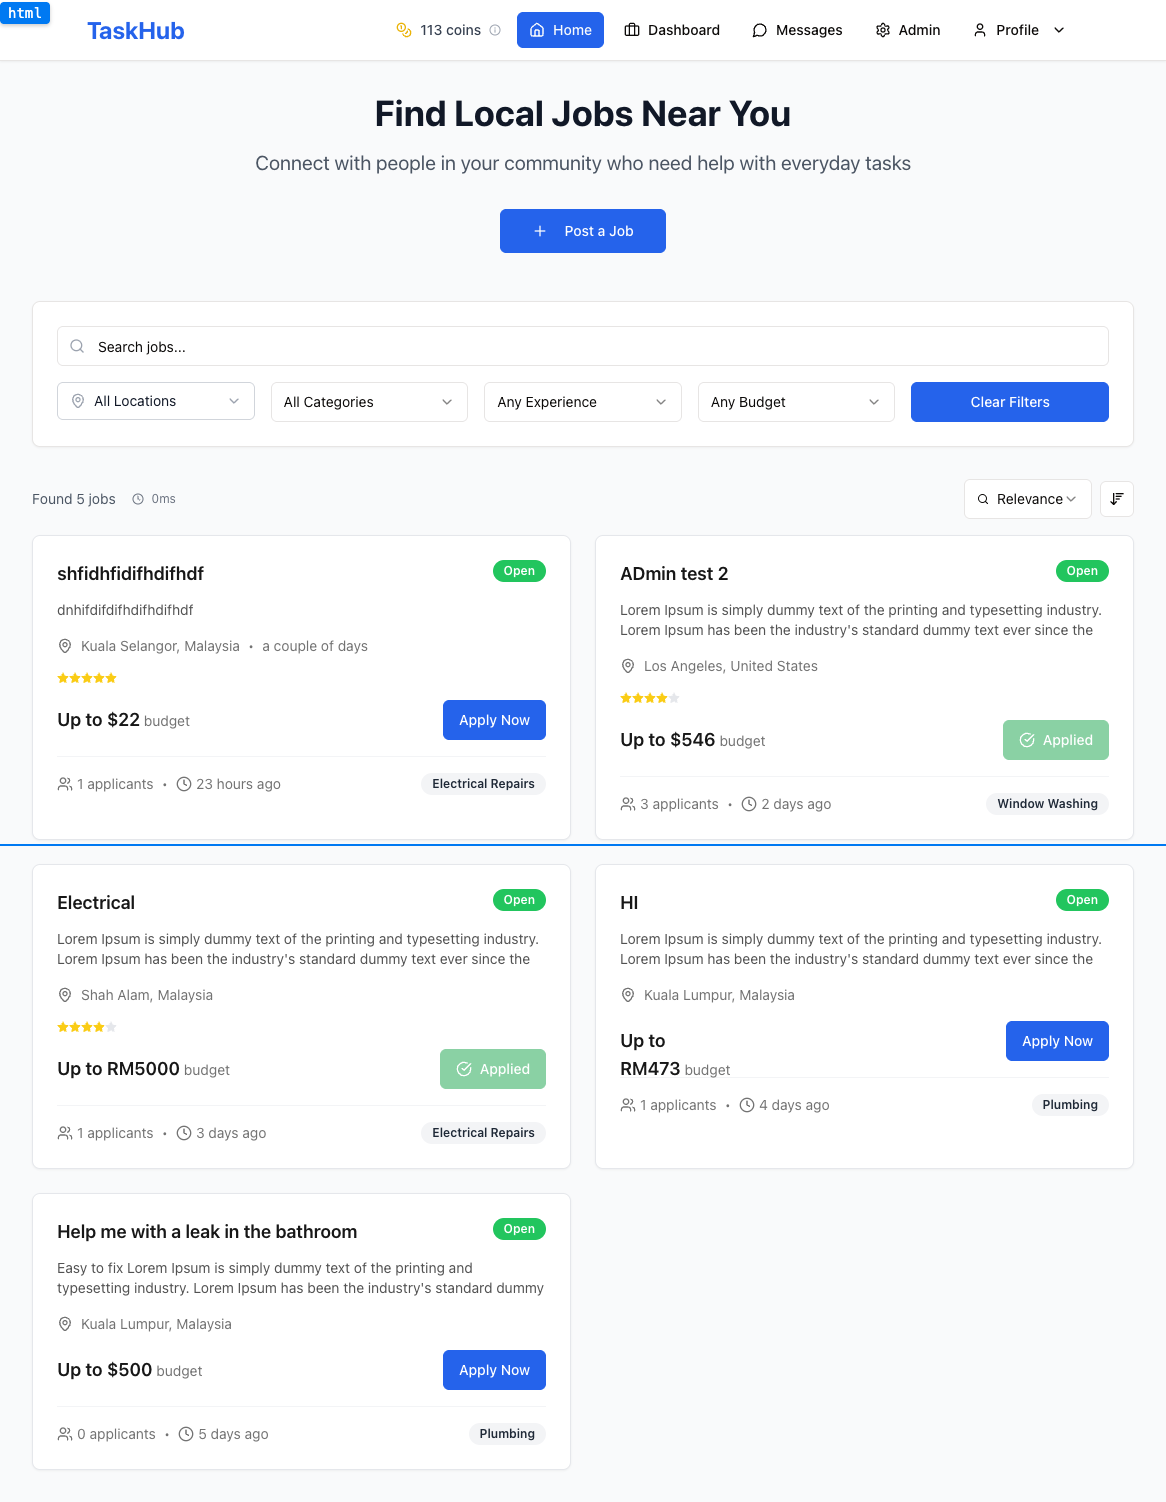 html
TaskHub
113 coins
Home
Dashboard
Messages
Admin
Profile
Find Local Jobs Near You
Connect with people in your community who need help with everyday tasks
Post a Job
Search jobs...
All Locations
All Categories
Any Experience
Any Budget
Clear Filters
Found 5 jobs
0ms
Relevance
shfidhfidifhdifhdf
Open
dnhifdifdifhdifhdifhdf
Kuala Selangor, Malaysia • a couple of days
Up to $22 budget
Apply Now
1 applicants • 23 hours ago
Electrical Repairs
ADmin test 2
Open
Lorem Ipsum is simply dummy text of the printing and typesetting industry.
Lorem Ipsum has been the industry's standard dummy text ever since the
Los Angeles, United States
Up to $546 budget
Applied
3 applicants • 2 days ago
Window Washing
Electrical
Open
Lorem Ipsum is simply dummy text of the printing and typesetting industry.
Lorem Ipsum has been the industry's standard dummy text ever since the
Shah Alam, Malaysia
Up to RM5000 budget
Applied
1 applicants • 3 days ago
Electrical Repairs
HI
Open
Lorem Ipsum is simply dummy text of the printing and typesetting industry.
Lorem Ipsum has been the industry's standard dummy text ever since the
Kuala Lumpur, Malaysia
Up to
RM473 budget
Apply Now
1 applicants • 4 days ago
Plumbing
Help me with a leak in the bathroom
Open
Easy to fix Lorem Ipsum is simply dummy text of the printing and
typesetting industry. Lorem Ipsum has been the industry's standard dummy
Kuala Lumpur, Malaysia
Up to $500 budget
Apply Now
0 applicants • 5 days ago
Plumbing